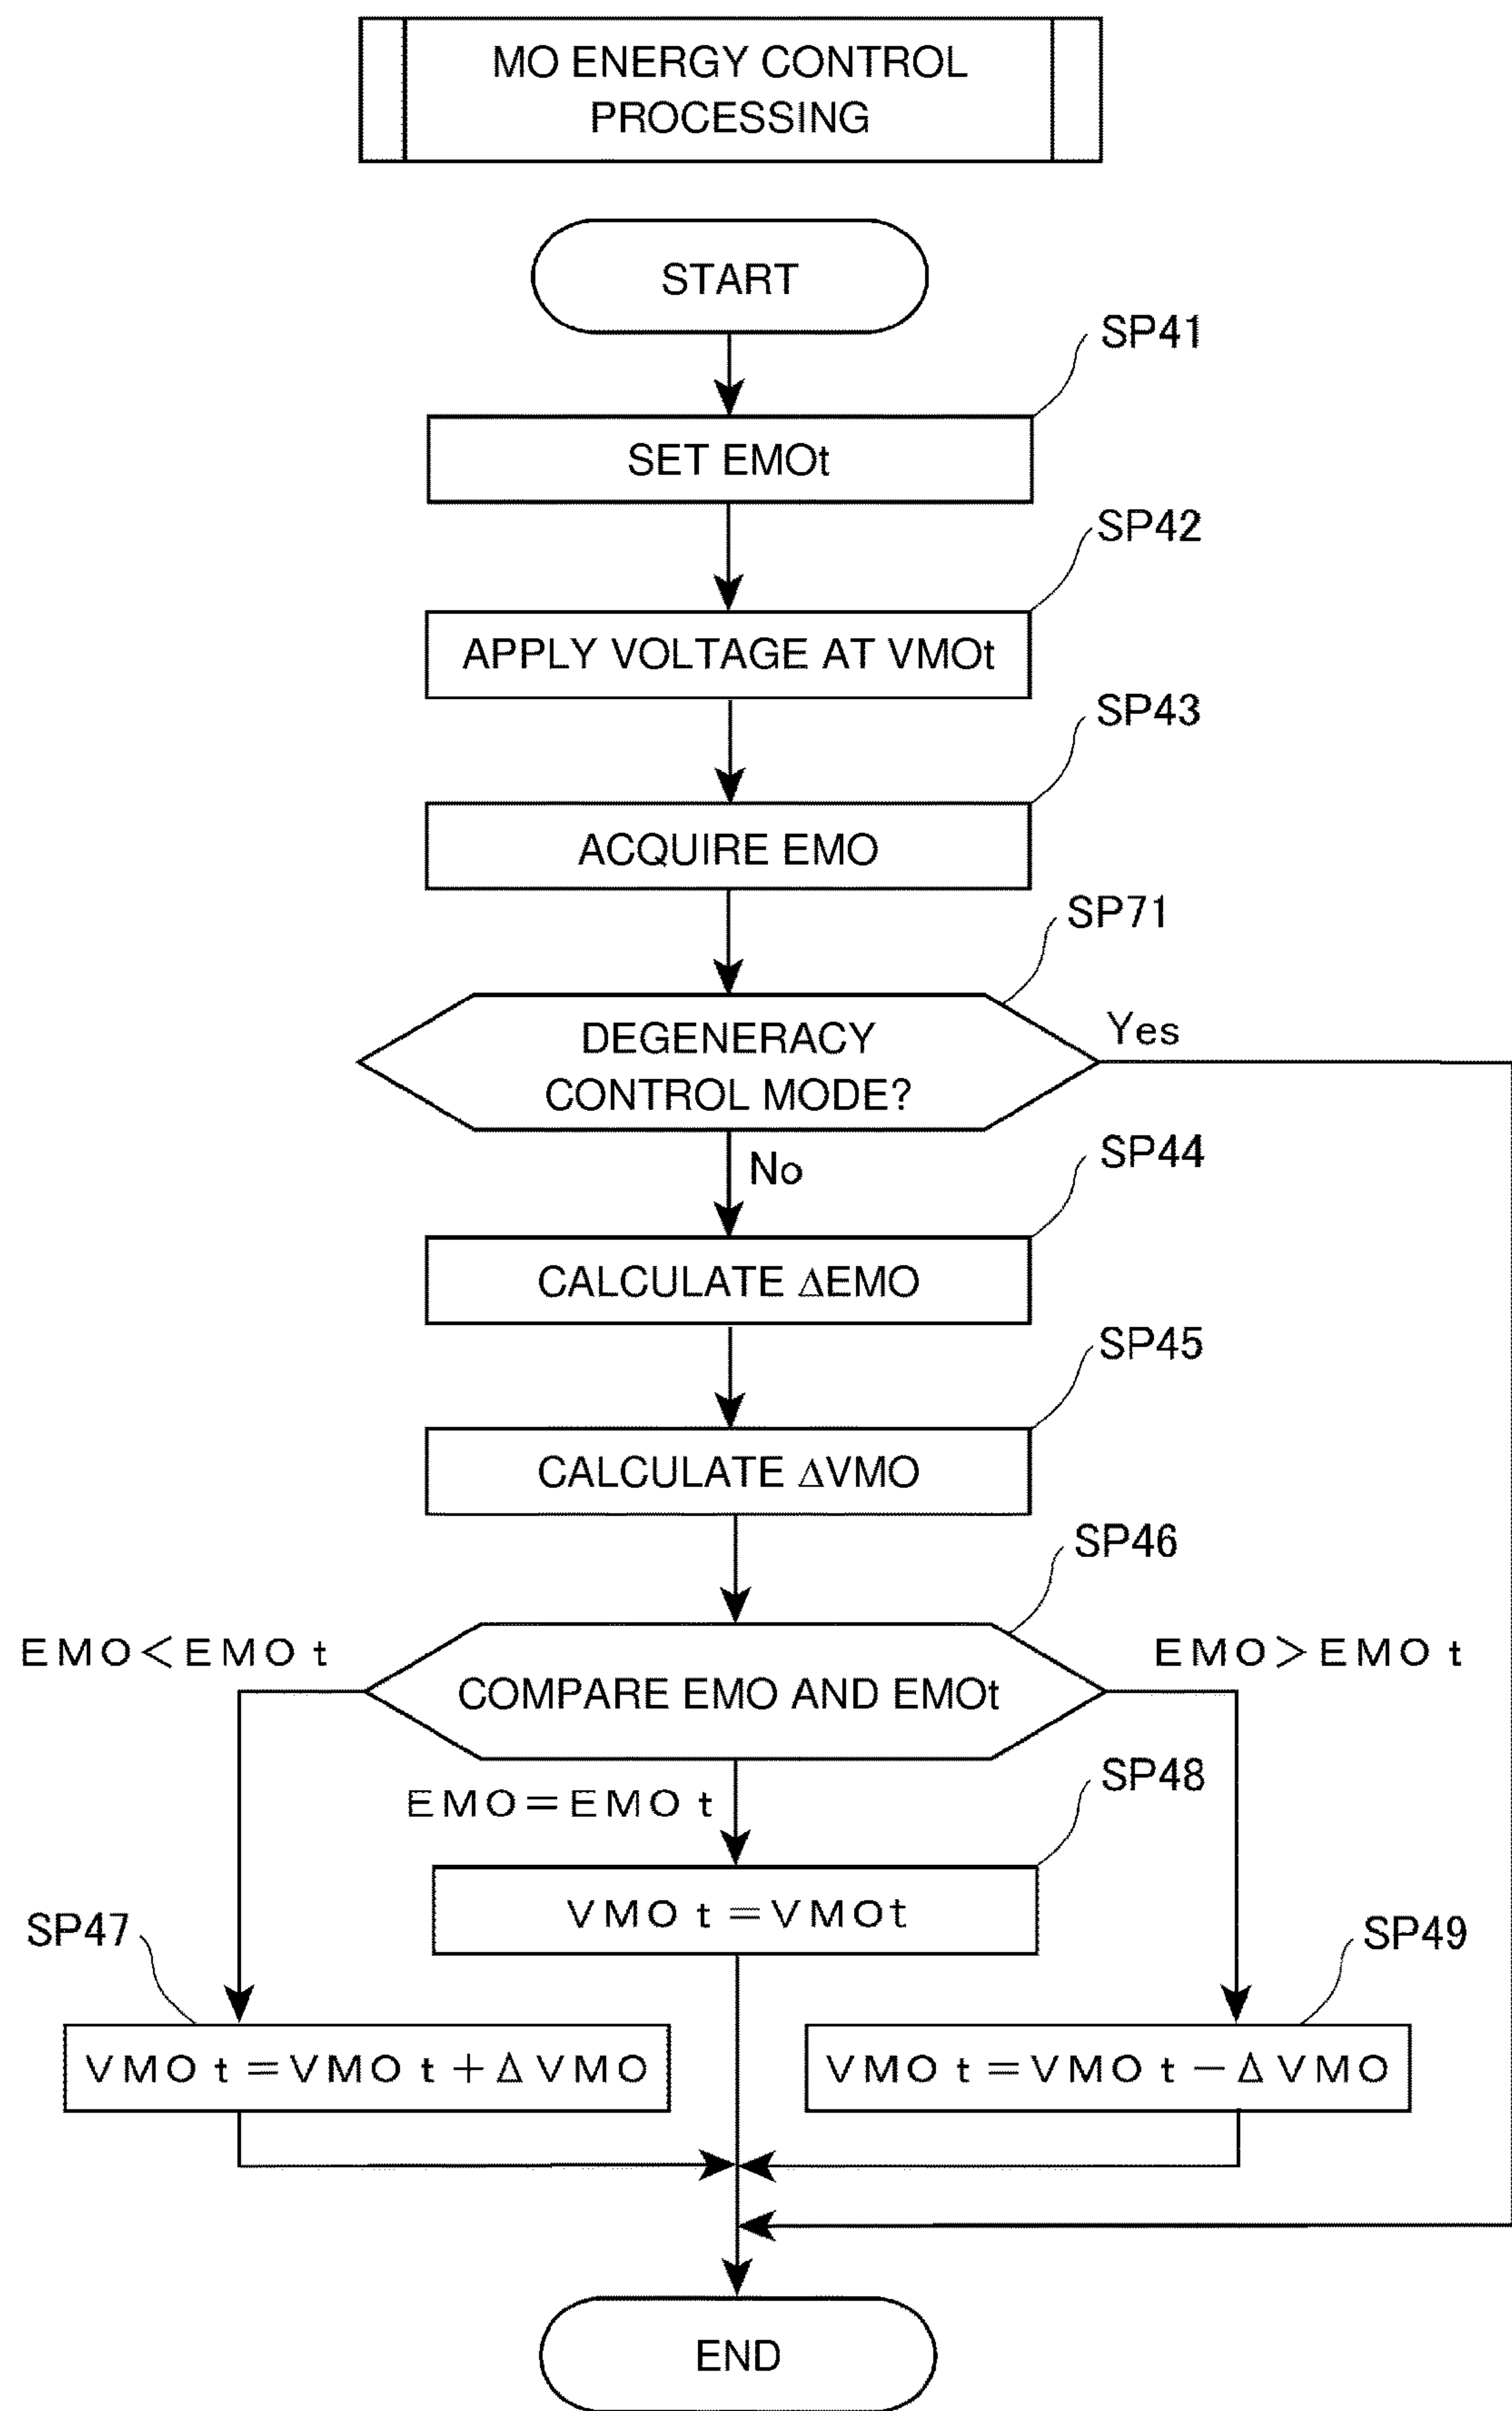 MO ENERGY CONTROL
PROCESSING
START
SP41
SET EMOt
SP42
APPLY VOLTAGE AT VMOt
SP43
ACQUIRE EMO
SP71
DEGENERACY
CONTROL MODE?
Yes
No
SP44
CALCULATE ΔEMO
SP45
CALCULATE ΔVMO
SP46
EMO<EMOt
COMPARE EMO AND EMOt
EMO>EMOt
EMO=EMOt
SP48
VMOt=VMOt
SP47
VMOt=VMOt+ΔVMO
SP49
VMOt=VMOt−ΔVMO
END